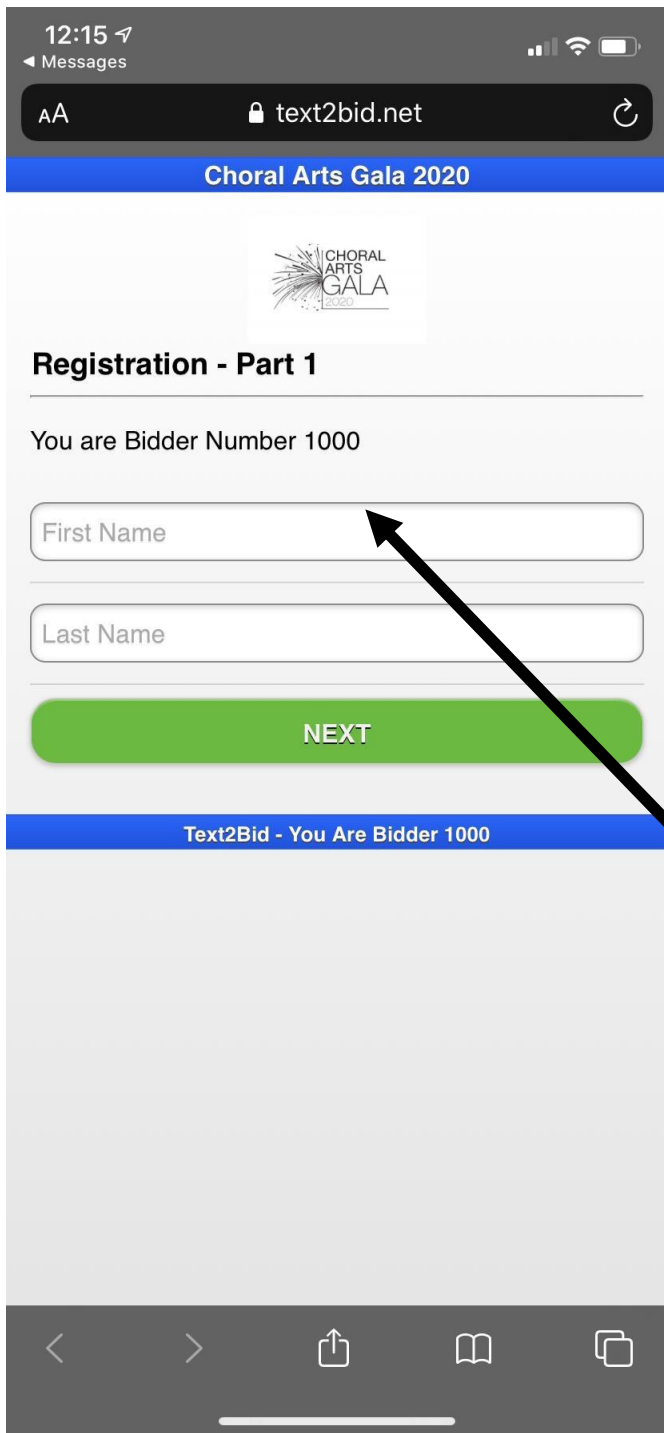 12:15
Messages
AA text2bid.net
Choral Arts Gala 2020
CHORAL
ARTS
GALA
2020
Registration - Part 1
You are Bidder Number 1000
First Name
Last Name
NEXT
Text2Bid - You Are Bidder 1000